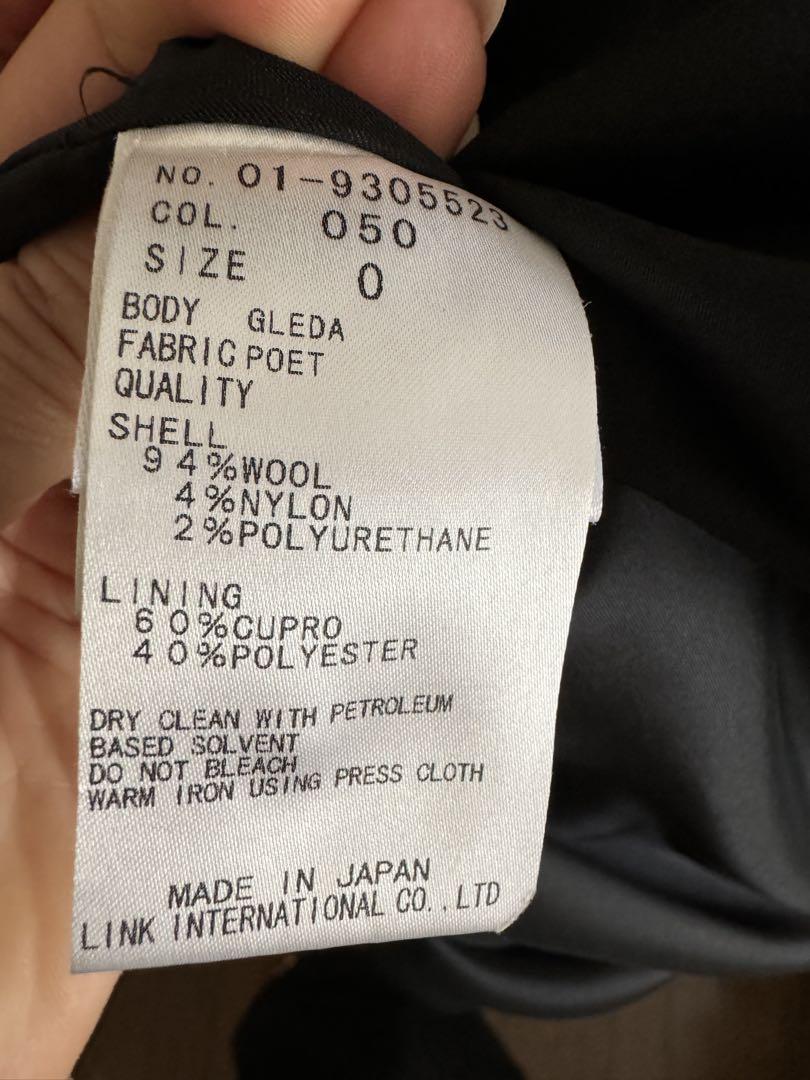 NO. 01-9305523
COL. 050
SIZE 0
BODY GLEDA
FABRIC POET
QUALITY
SHELL
94%WOOL
4%NYLON
2%POLYURETHANE
LINING
60%CUPRO
40%POLYESTER
DRY CLEAN WITH PETROLEUM
BASED SOLVENT
DO NOT BLEACH
WARM IRON USING PRESS CLOTH
MADE IN JAPAN
LINK INTERNATIONAL CO.,LTD